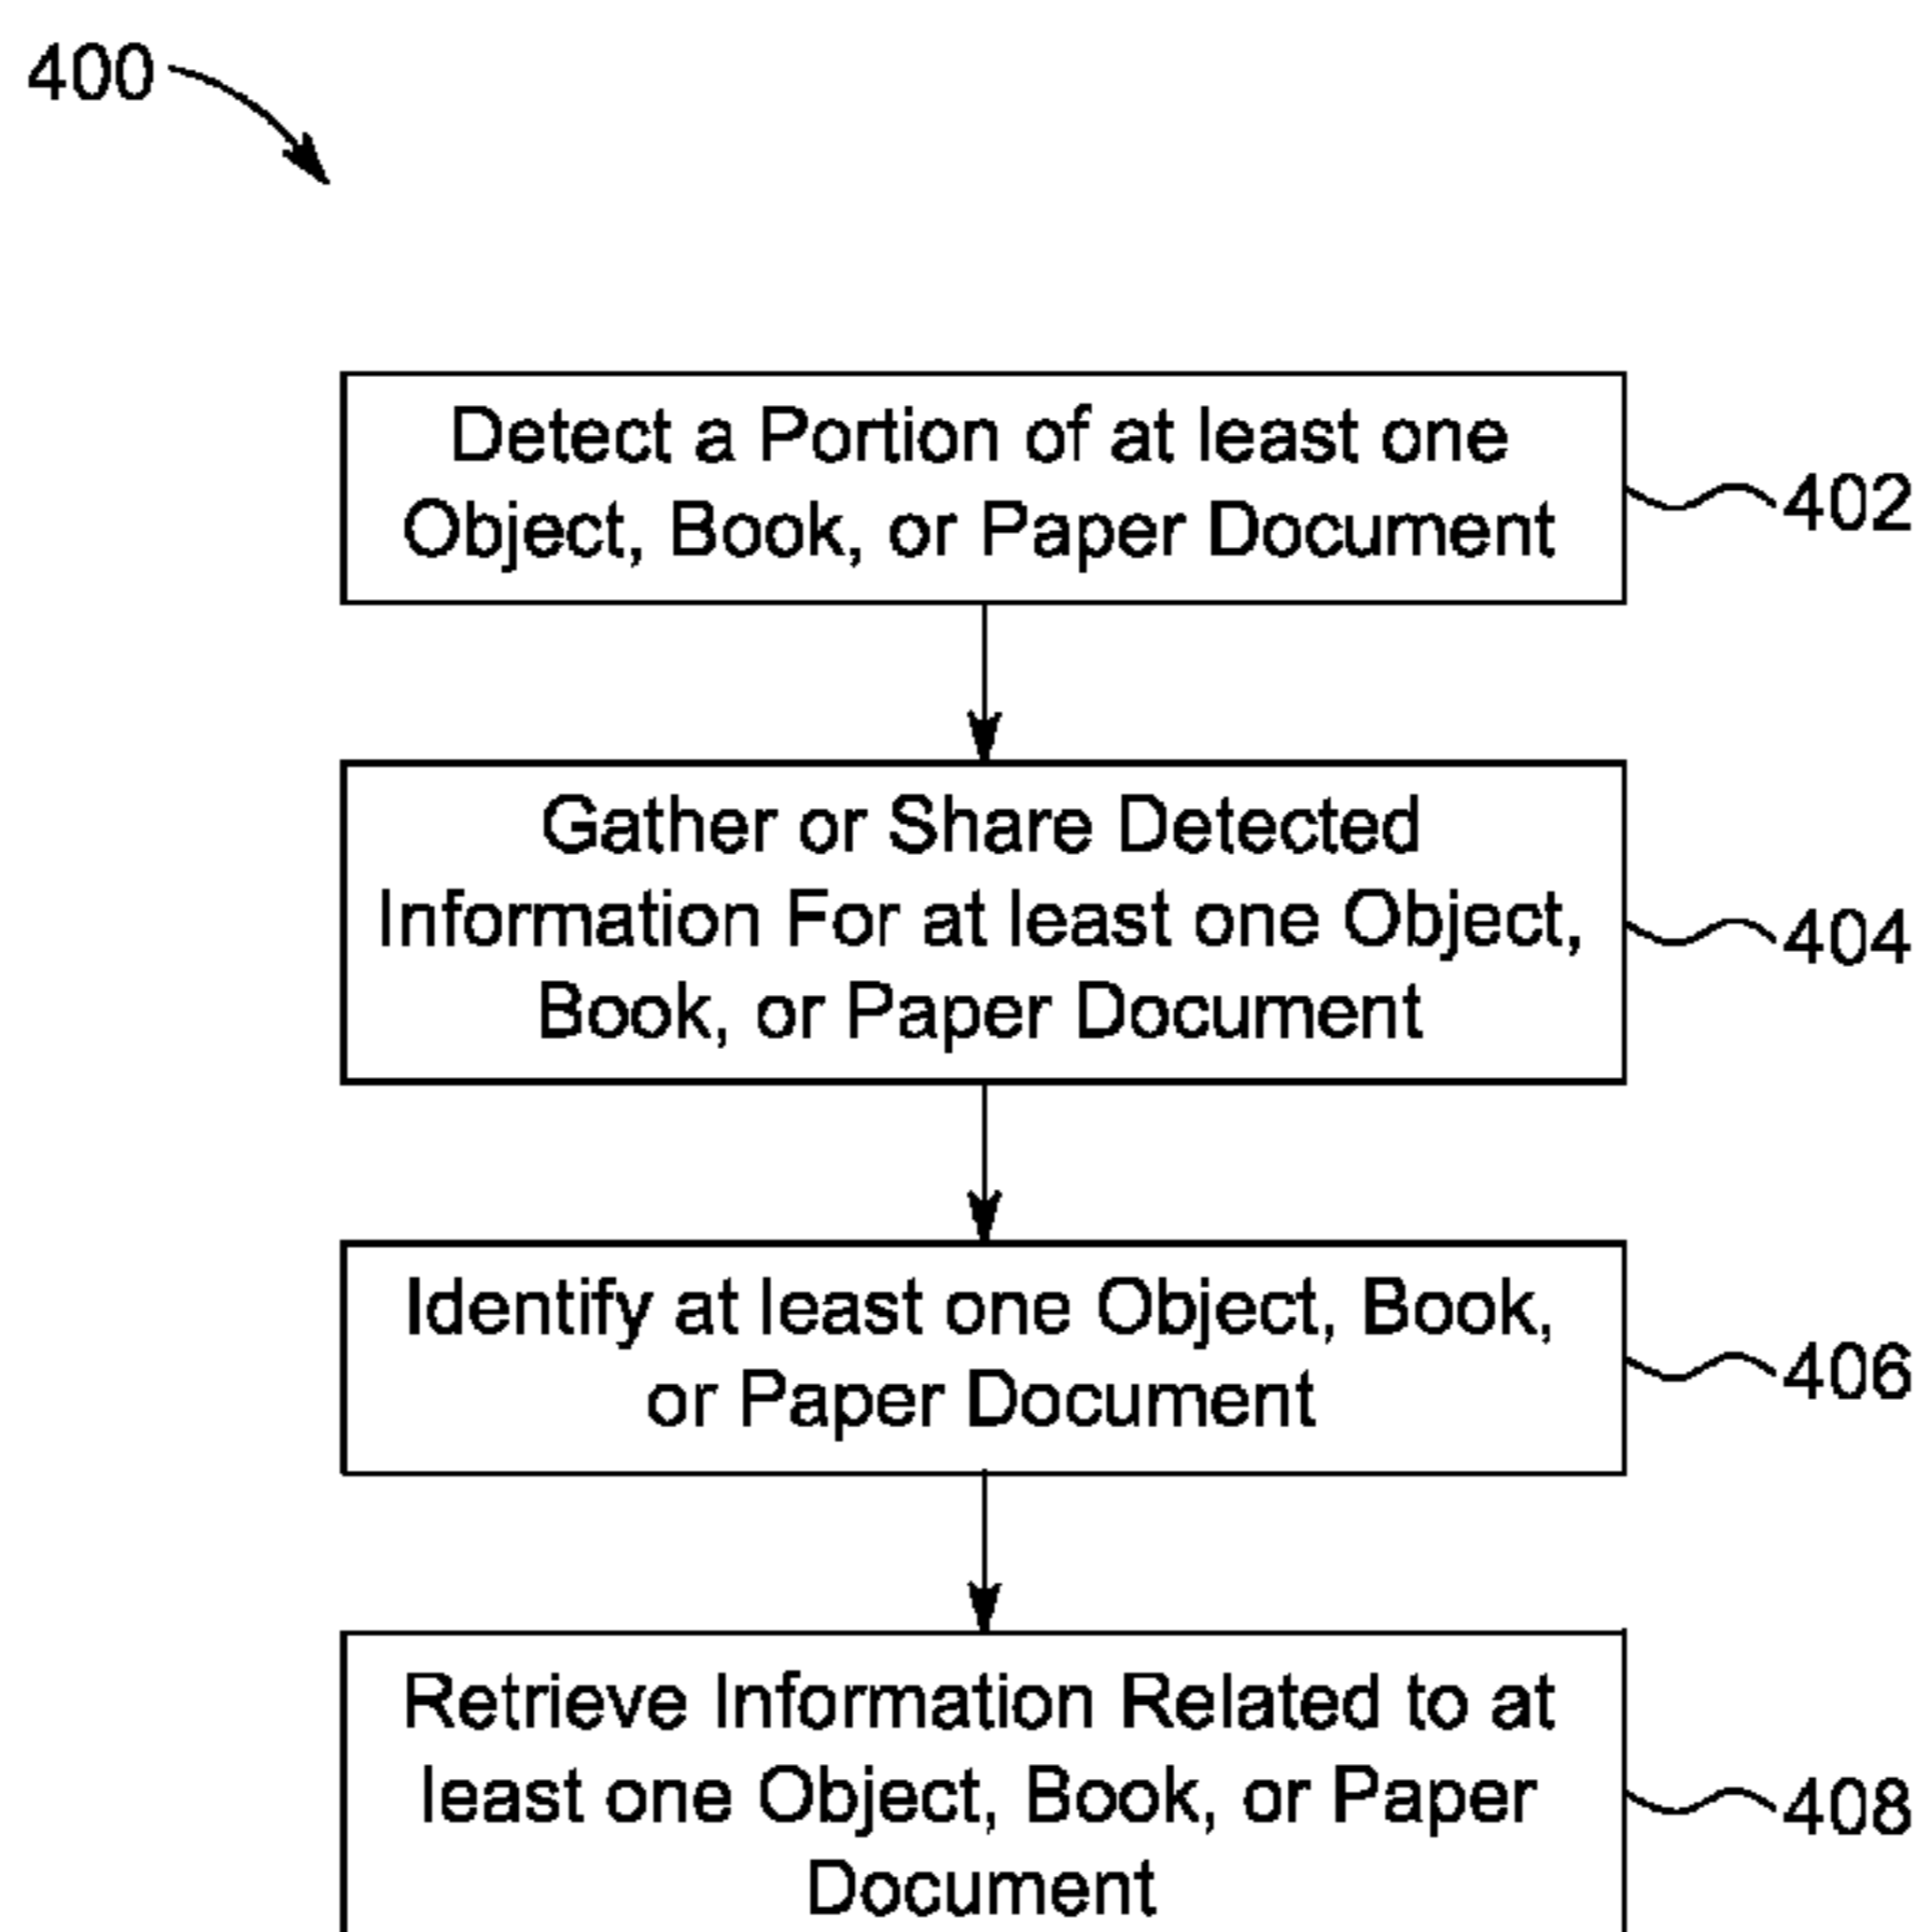 400
Detect a Portion of at least one
Object, Book, or Paper Document
402
Gather or Share Detected
Information For at least one Object,
Book, or Paper Document
404
Identify at least one Object, Book,
or Paper Document
406
Retrieve Information Related to at
least one Object, Book, or Paper
Document
408